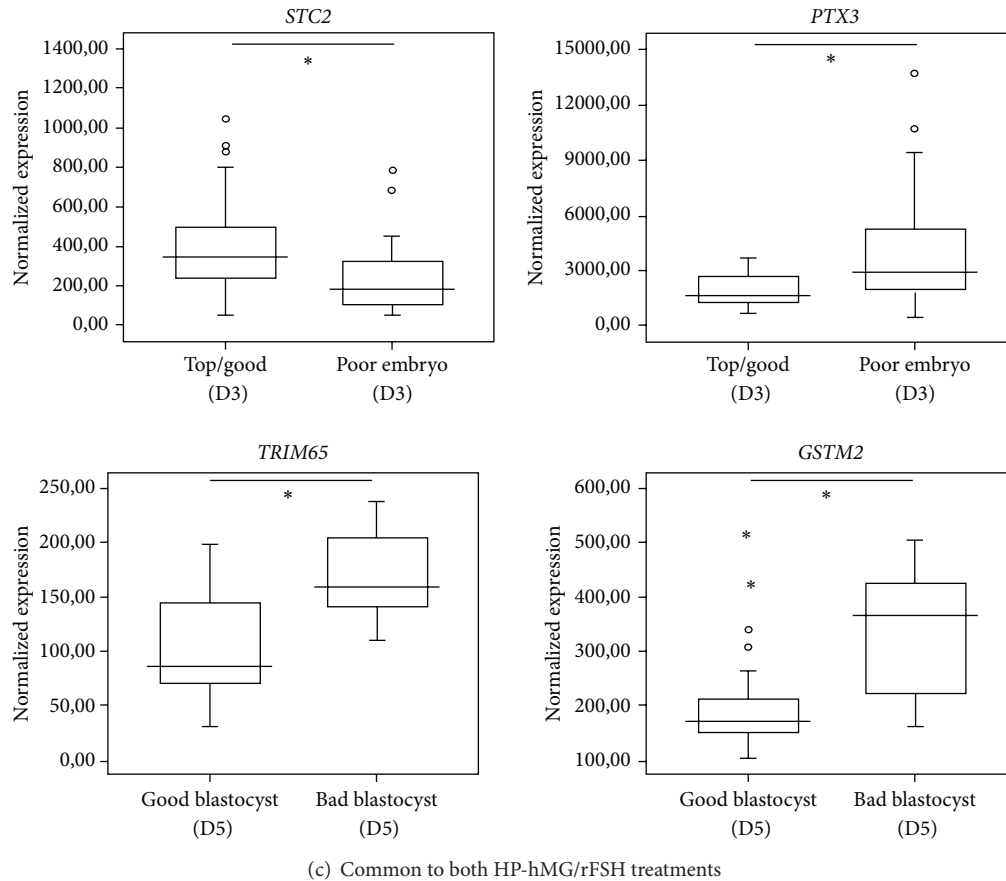 STC2
1400,00
1200,00
1000,00
800,00
600,00
400,00
200,00
0,00
Normalized expression
*
Top/good
(D3)
Poor embryo
(D3)
PTX3
15000,00
12000,00
9000,00
6000,00
3000,00
0,00
Normalized expression
*
Top/good
(D3)
Poor embryo
(D3)
TRIM65
250,00
200,00
150,00
100,00
50,00
0,00
Normalized expression
*
Good blastocyst
(D5)
Bad blastocyst
(D5)
GSTM2
600,00
500,00
400,00
300,00
200,00
100,00
Normalized expression
*
*
*
Good blastocyst
(D5)
Bad blastocyst
(D5)
(c) Common to both HP-hMG/rFSH treatments